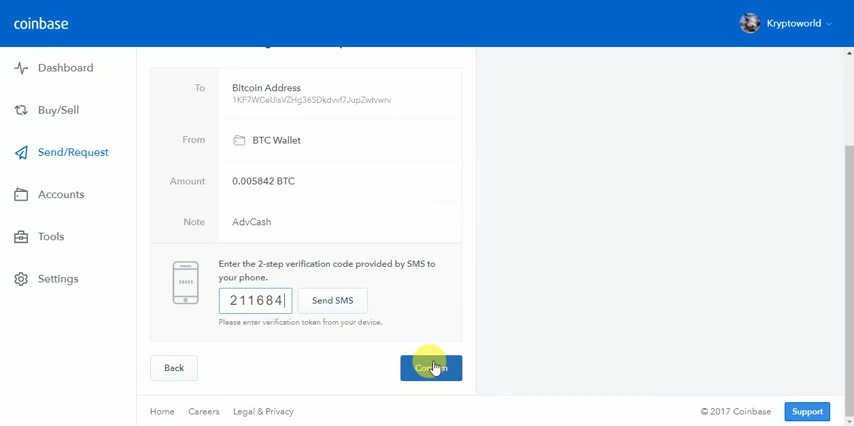 coinbase
Kryptoworld
Dashboard
Buy/Sell
Send/Request
Accounts
Tools
Settings
To
Bitcoin Address
From
BTC Wallet
Amount
0.005842 BTC
Note
AdvCash
Enter the 2-step verification code provided by SMS to
your phone.
211684
Send SMS
Please enter verification token from your device.
Back
Confirm
Home
Careers
Legal & Privacy
© 2017 Coinbase
Support